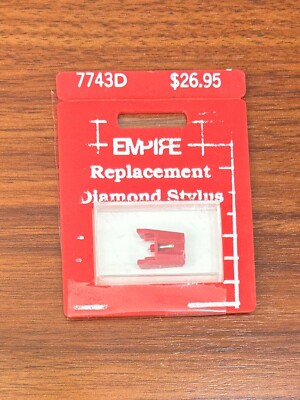 7743D $26.95
EMPIRE
Replacement
Diamond Stylus